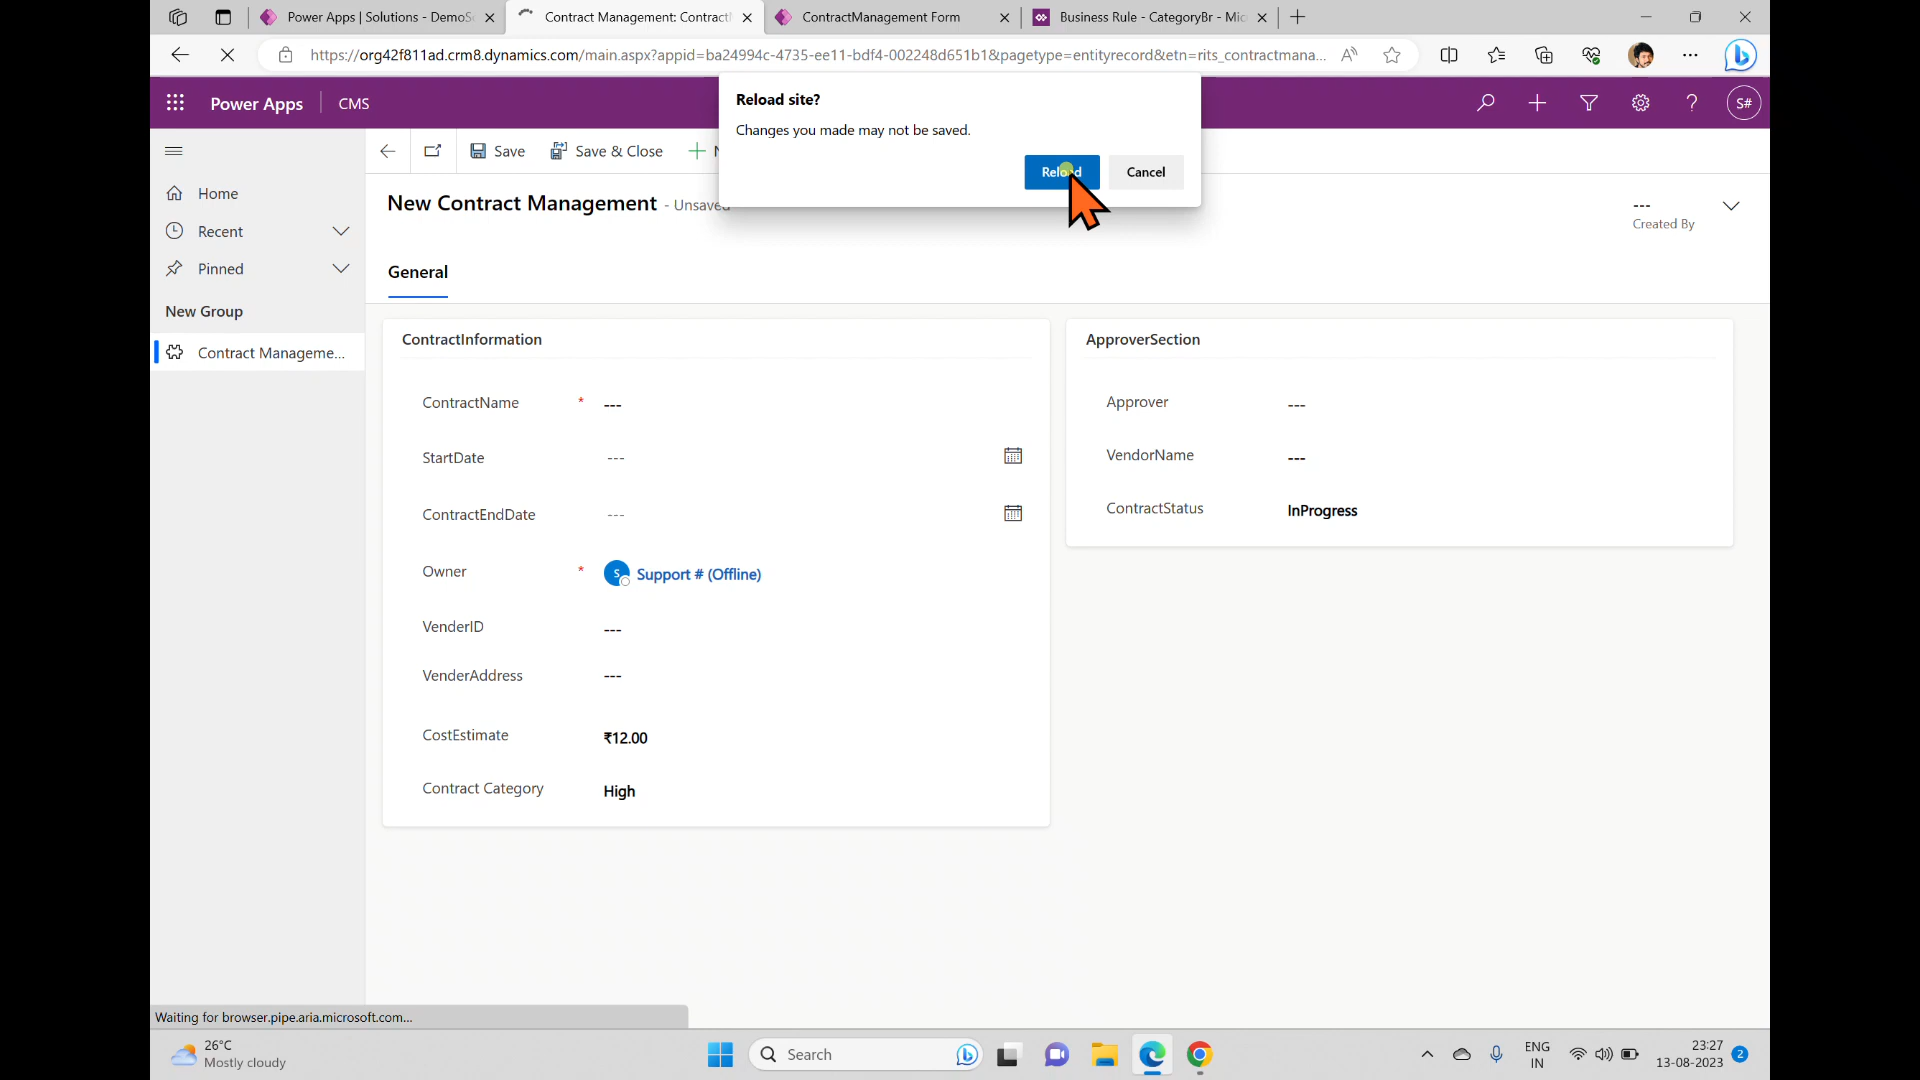 Power Apps | Solutions - DemoS
Contract Management: Contract
ContractManagement Form
Business Rule - CategoryBr - Mic
https://org42f811ad.crm8.dynamics.com/main.aspx?appid=ba24994c-4735-ee11-bdf4-002248d651b1&pagetype=entityrecord&etn=rits_contractmana...
Reload site?
Changes you made may not be saved.
Reload
Cancel
Power Apps
CMS
S#
Save
Save & Close
New Contract Management - Unsaved
---
Created By
Home
Recent
Pinned
New Group
Contract Manageme...
General
ContractInformation
ContractName * ---
StartDate ---
ContractEndDate ---
Owner * S Support # (Offline)
VenderID ---
VenderAddress ---
CostEstimate ₹12.00
Contract Category High
ApproverSection
Approver ---
VendorName ---
ContractStatus InProgress
Waiting for browser.pipe.aria.microsoft.com...
26°C
Mostly cloudy
Search
ENG
IN
23:27
13-08-2023
2